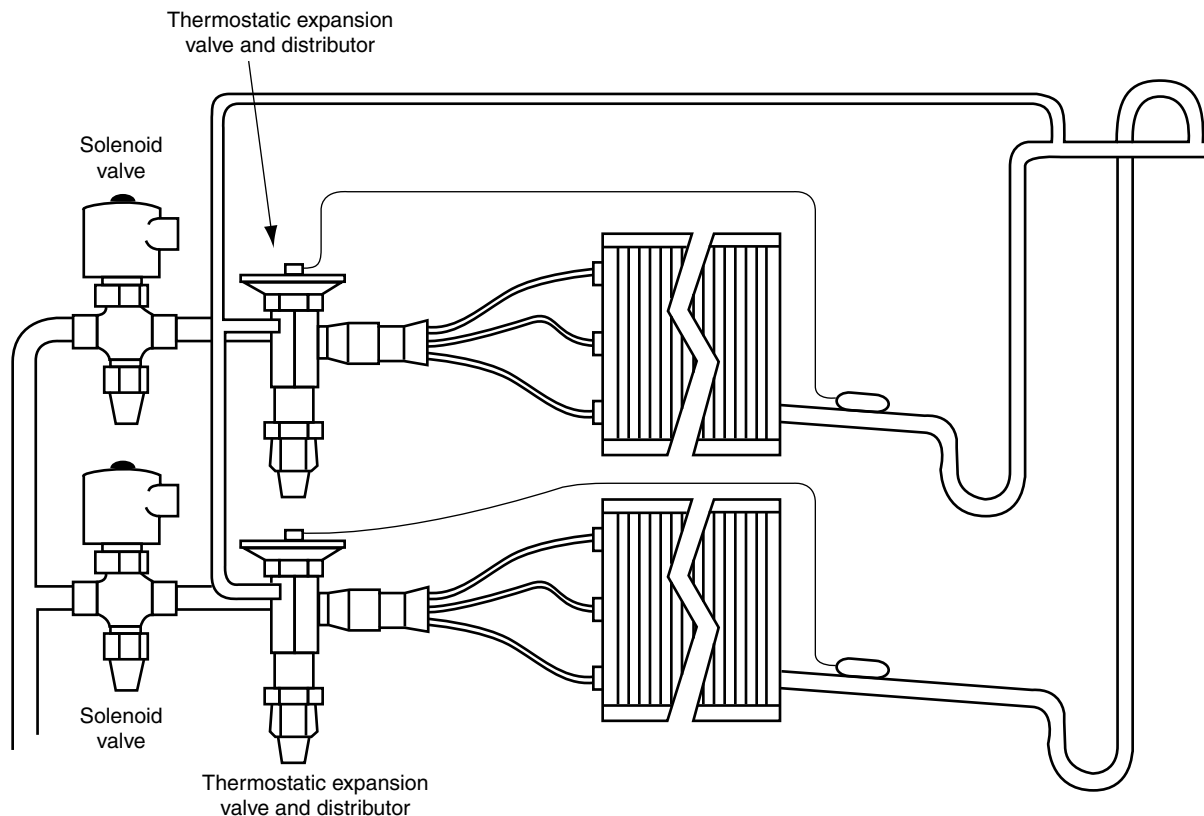 Thermostatic expansion
valve and distributor
Solenoid
valve
Solenoid
valve
Thermostatic expansion
valve and distributor